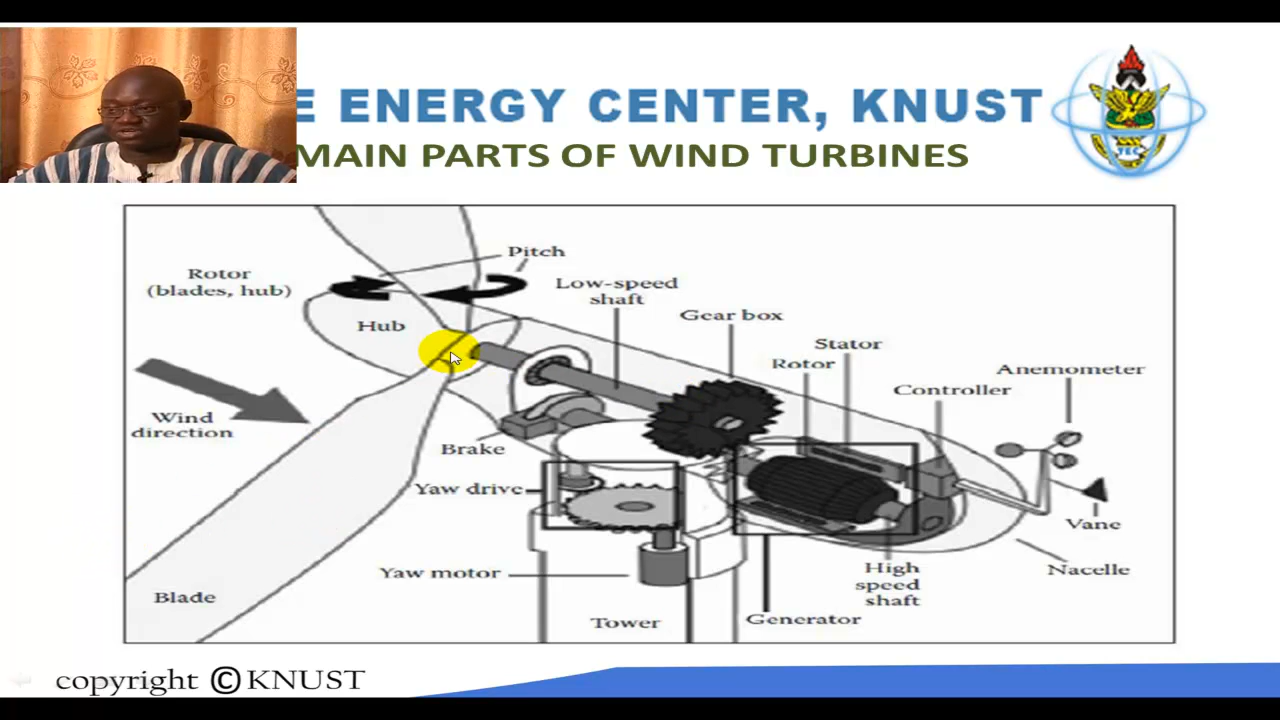 E ENERGY CENTER, KNUST
MAIN PARTS OF WIND TURBINES
TEC
Pitch
Rotor
(blades, hub)
Low-speed
shaft
Hub
Gear box
Stator
Rotor
Anemometer
Controller
Wind
direction
Brake
Yaw drive
Vane
Yaw motor
High
speed
shaft
Nacelle
Blade
Tower
Generator
copyright ©KNUST